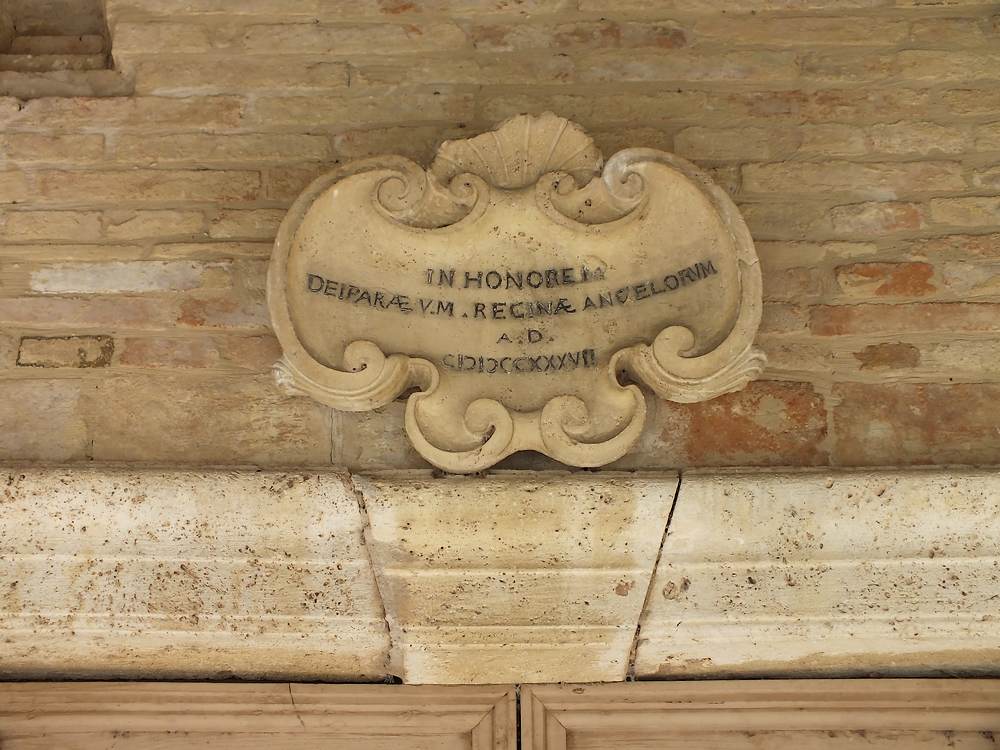 IN HONOREM
DEIPARÆ V.M. REGINÆ ANGELORVM
A.D.
CIƆIƆCCXXXVII